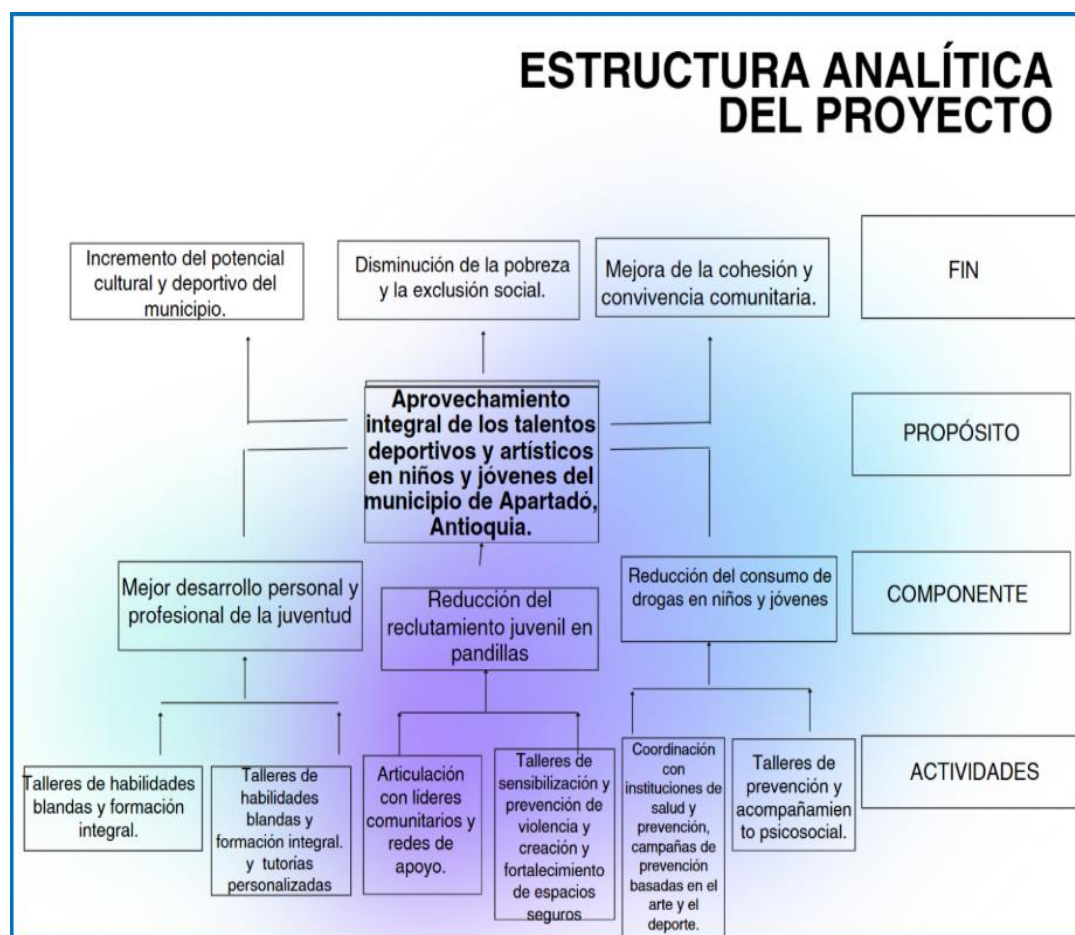 ESTRUCTURA ANALÍTICA
DEL PROYECTO
Incremento del potencial
cultural y deportivo del
municipio.
Disminución de la pobreza
y la exclusión social.
Mejora de la cohesión y
convivencia comunitaria.
FIN
Aprovechamiento
integral de los talentos
deportivos y artísticos
en niños y jóvenes del
municipio de Apartadó,
Antioquia.
PROPÓSITO
Mejor desarrollo personal y
profesional de la juventud
Reducción del
reclutamiento juvenil en
pandillas
Reducción del consumo de
drogas en niños y jóvenes
COMPONENTE
Talleres de habilidades
blandas y formación
integral.
Talleres de
habilidades
blandas y
formación integral.
y tutorías
personalizadas
Articulación
con líderes
comunitarios y
redes de
apoyo.
Talleres de
sensibilización y
prevención de
violencia y
creación y
fortalecimiento
de espacios
seguros
Coordinación
con
instituciones de
salud y
prevención,
campañas de
prevención
basadas en el
arte y el
deporte.
Talleres de
prevención y
acompañamien
to psicosocial.
ACTIVIDADES